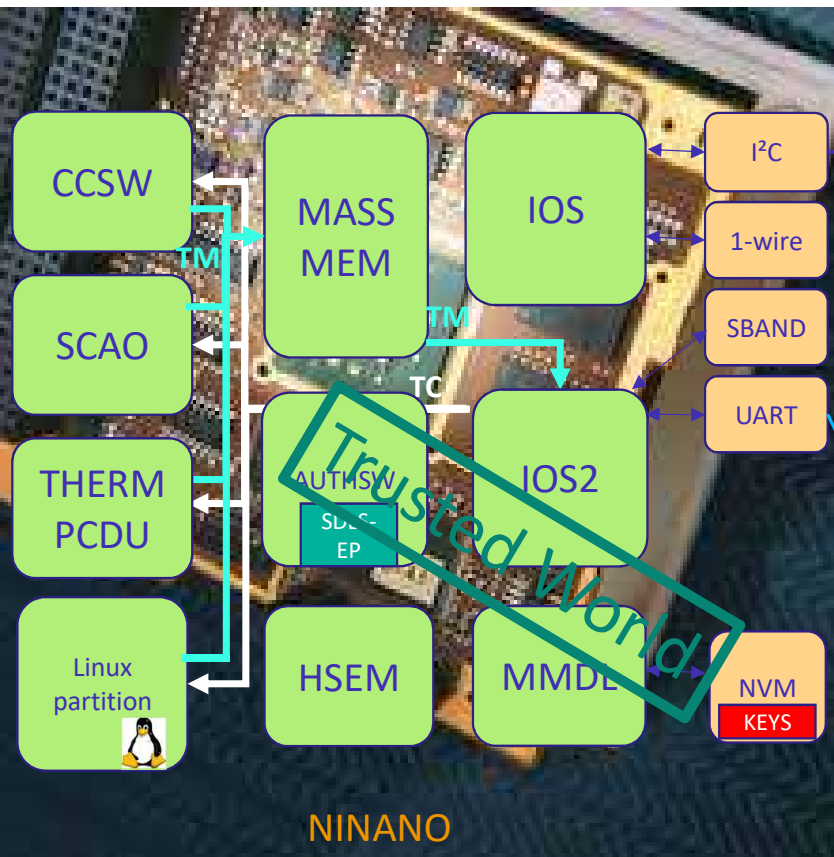 CCSW
MASS
MEM
IOS
I²C
1-wire
TM
SCAO
TM
SBAND
TC
UART
THERM
PCDU
AUTHSW
SDLS-
EP
IOS2
Trusted World
Linux
partition
HSEM
MMDL
NVM
KEYS
NINANO